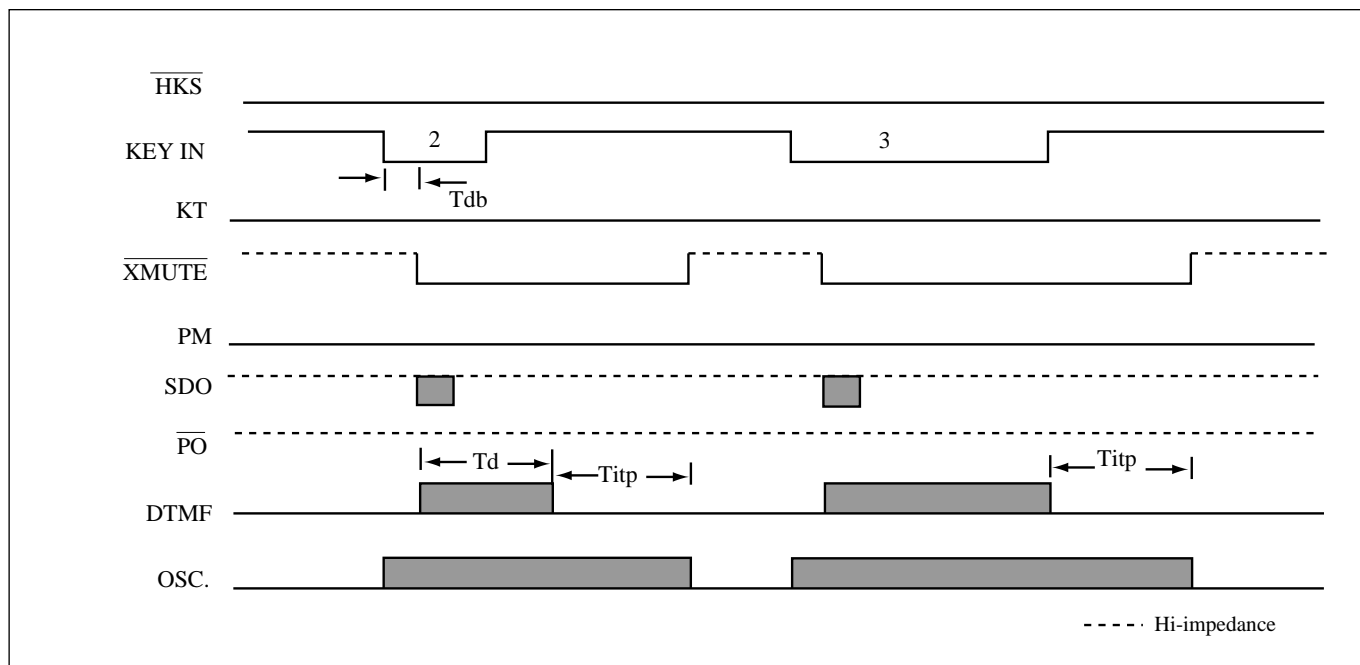 HKS
KEY IN 2 3
Tdb
KT
XMUTE
PM
SDO
PO
Td Titp Titp
DTMF
OSC.
Hi-impedance